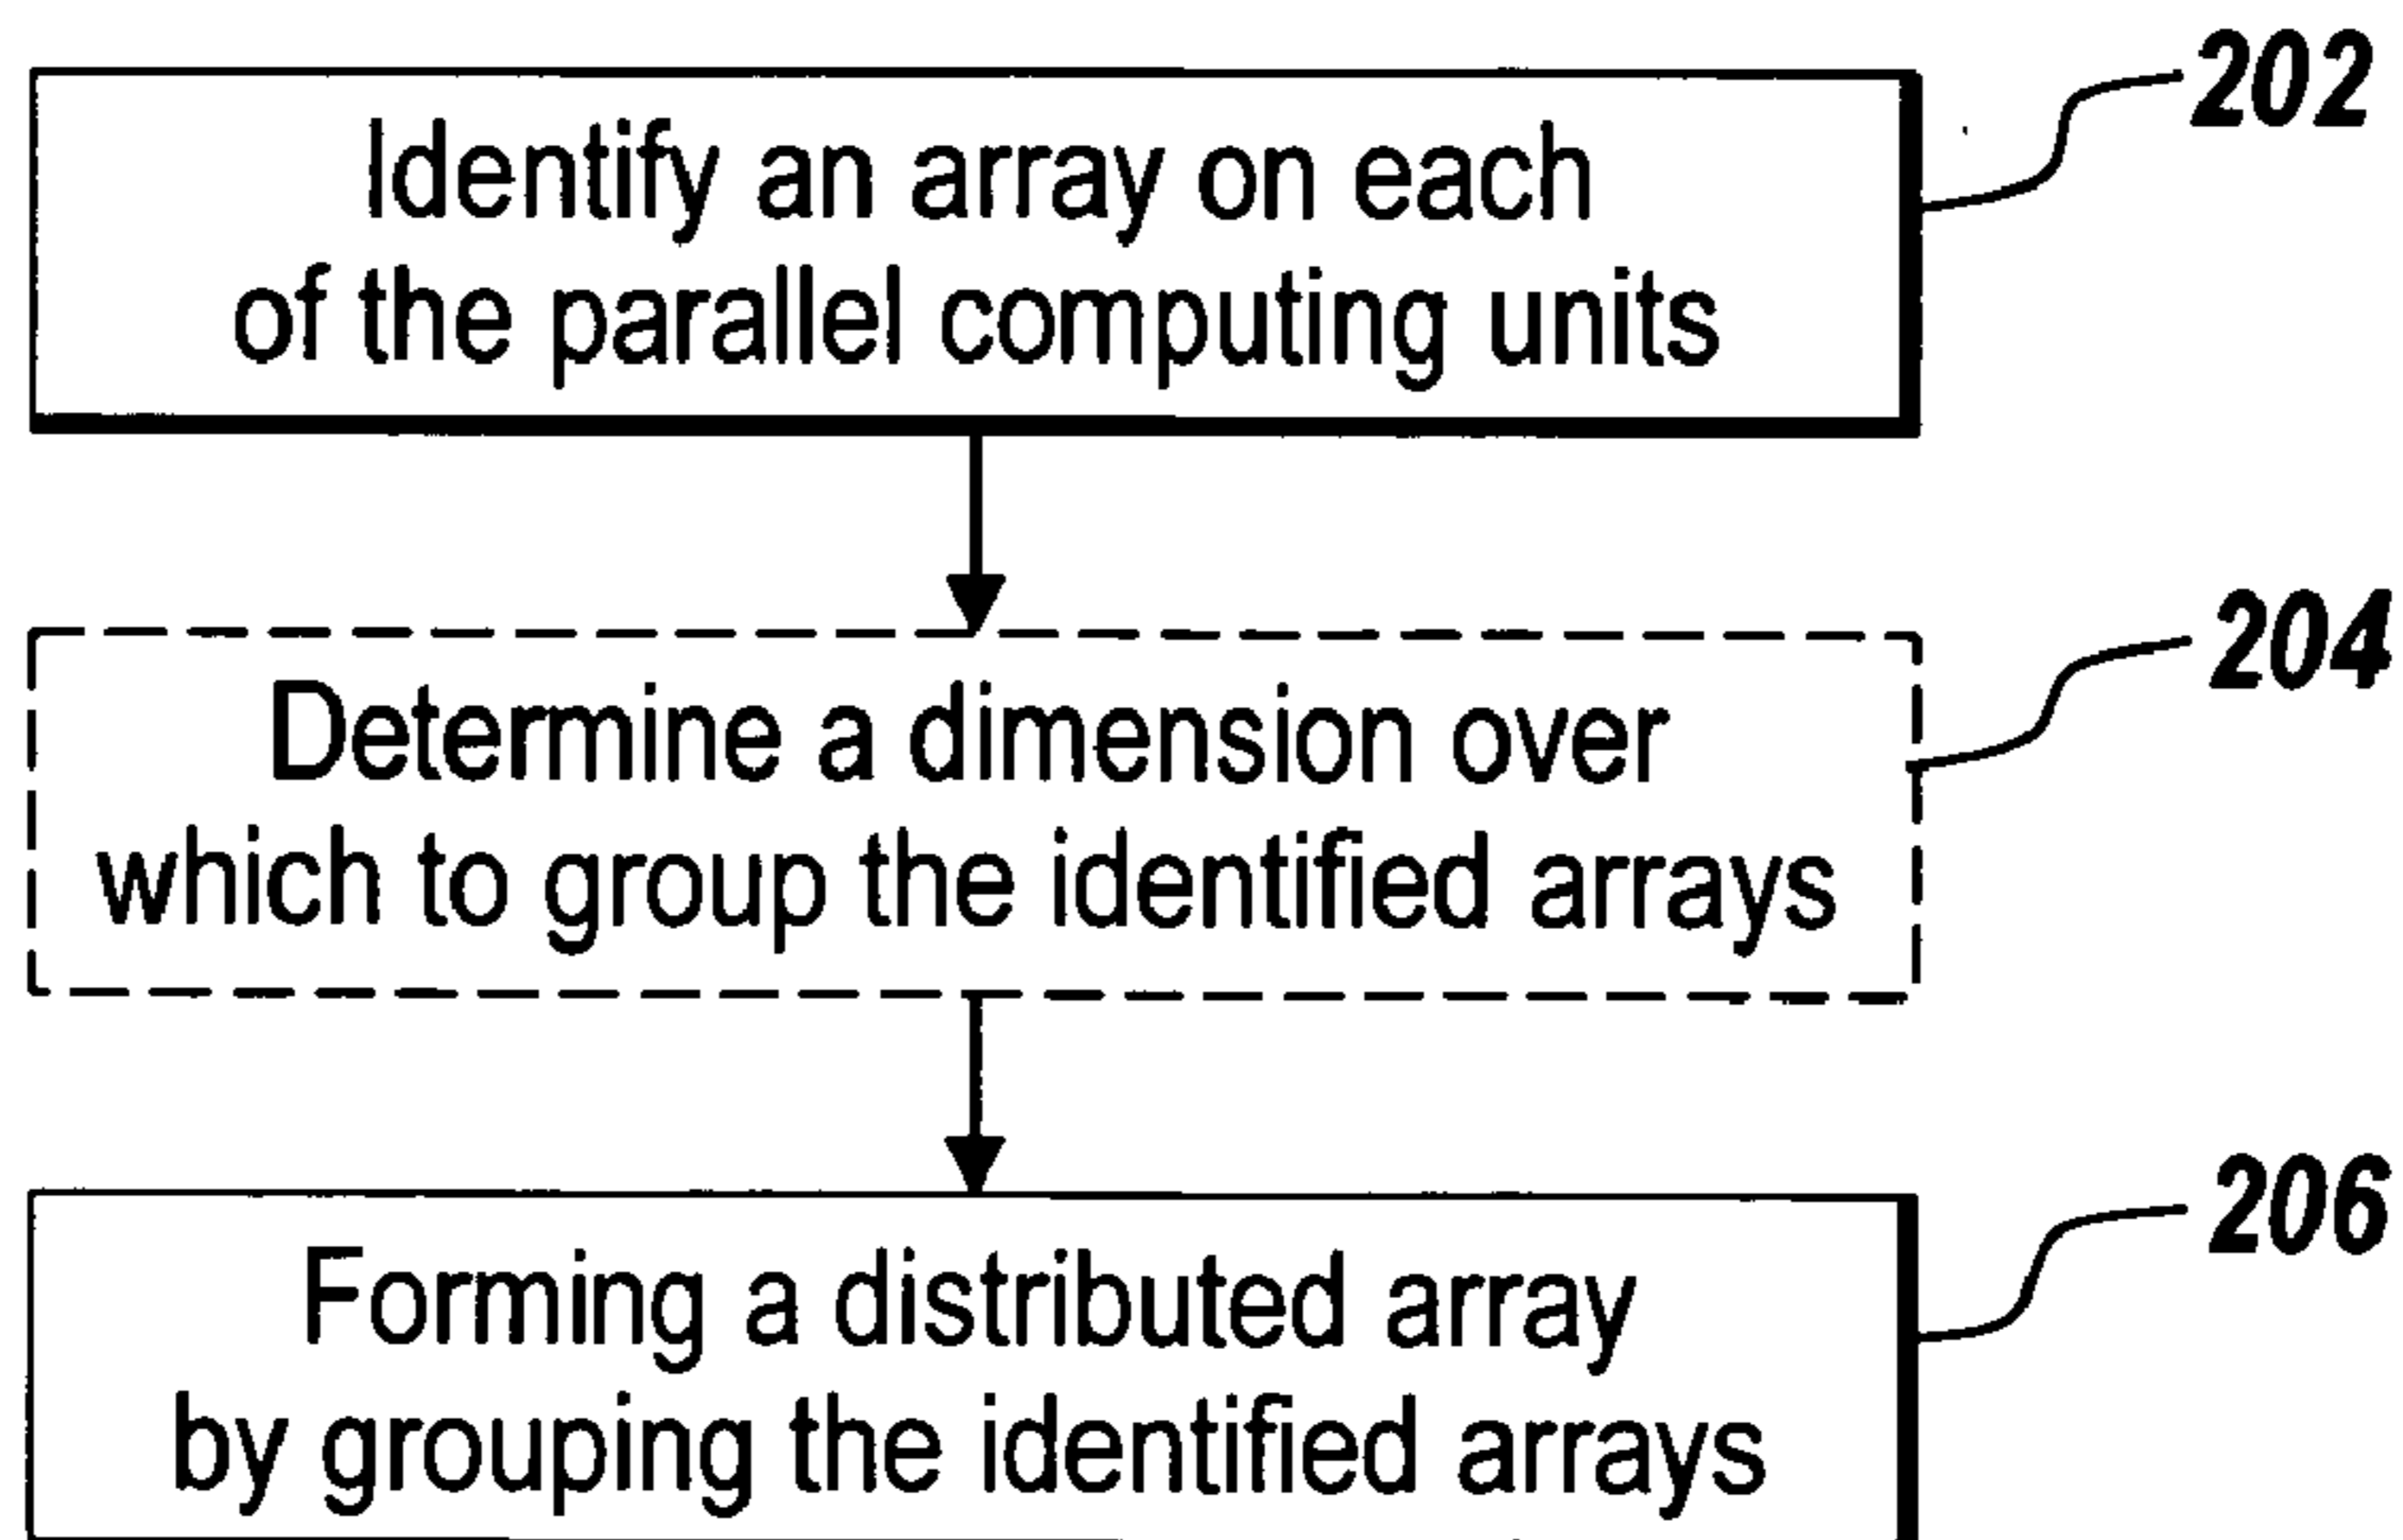 202
Identify an array on each
of the parallel computing units
204
Determine a dimension over
which to group the identified arrays
206
Forming a distributed array
by grouping the identified arrays